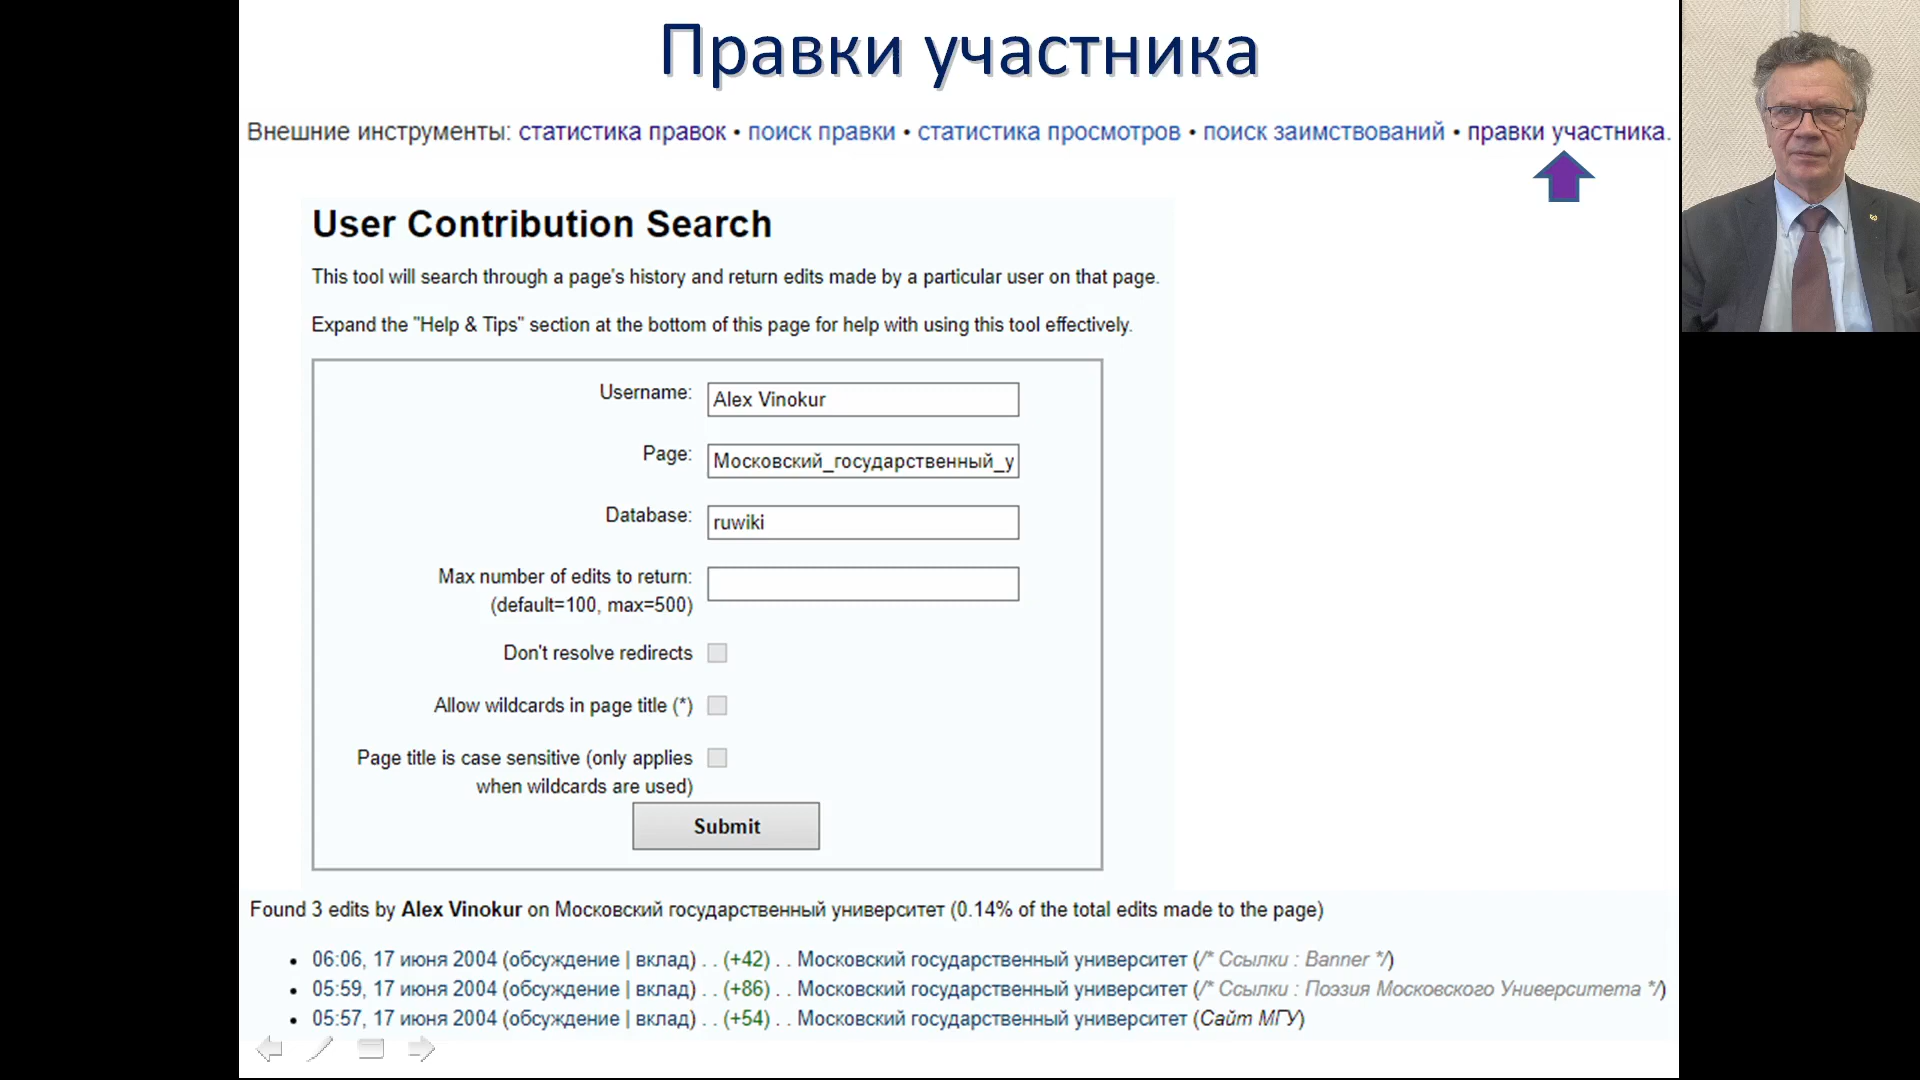 Правки участника
Внешние инструменты: статистика правок • поиск правки • статистика просмотров • поиск заимствований • правки участника.
User Contribution Search
This tool will search through a page's history and return edits made by a particular user on that page.
Expand the "Help & Tips" section at the bottom of this page for help with using this tool effectively.
Username: Alex Vinokur
Page: Московский_государственный_у
Database: ruwiki
Max number of edits to return:
(default=100, max=500)
Don't resolve redirects
Allow wildcards in page title (*)
Page title is case sensitive (only applies
when wildcards are used)
Submit
Found 3 edits by Alex Vinokur on Московский государственный университет (0.14% of the total edits made to the page)
• 06:06, 17 июня 2004 (обсуждение | вклад) . . (+42) . . Московский государственный университет (/* Ссылки : Banner */)
• 05:59, 17 июня 2004 (обсуждение | вклад) . . (+86) . . Московский государственный университет (/* Ссылки : Поэзия Московского Университета */)
• 05:57, 17 июня 2004 (обсуждение | вклад) . . (+54) . . Московский государственный университет (Сайт МГУ)